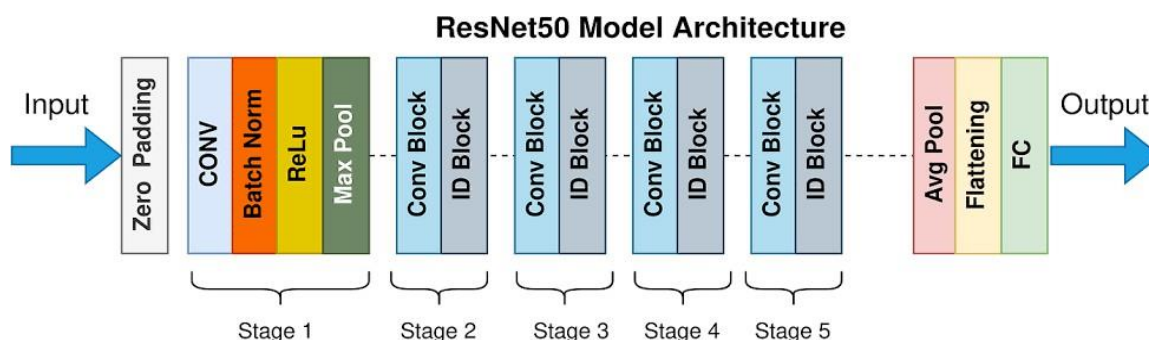 ResNet50 Model Architecture
Input
Zero Padding
CONV
Batch Norm
ReLu
Max Pool
Conv Block
ID Block
Conv Block
ID Block
Conv Block
ID Block
Conv Block
ID Block
Avg Pool
Flattening
FC
Output
Stage 1
Stage 2
Stage 3
Stage 4
Stage 5